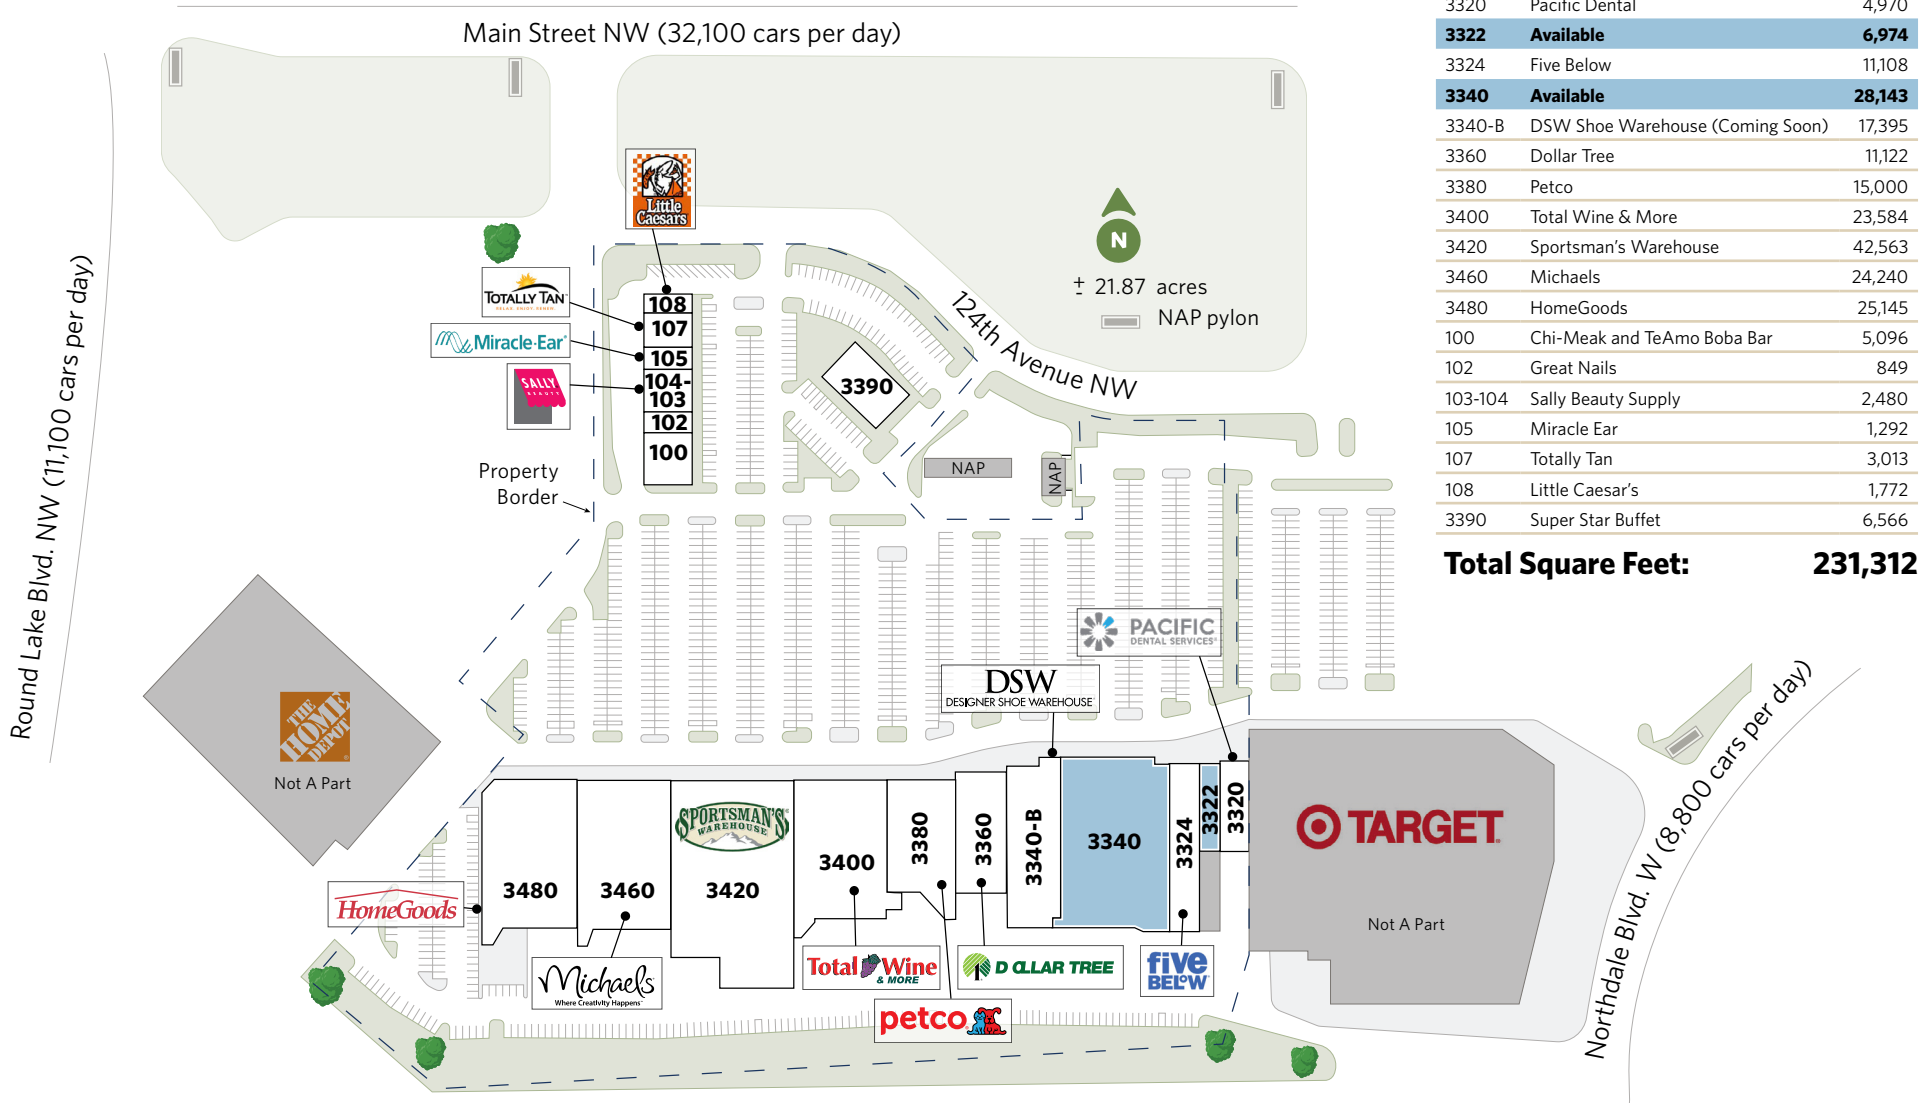 Main Street NW (32,100 cars per day)
Round Lake Blvd. NW (11,100 cars per day)
124th Avenue NW
Northdale Blvd. W (8,800 cars per day)
3320 Pacific Dental 4,970
3322 Available 6,974
3324 Five Below 11,108
3340 Available 28,143
3340-B DSW Shoe Warehouse (Coming Soon) 17,395
3360 Dollar Tree 11,122
3380 Petco 15,000
3400 Total Wine & More 23,584
3420 Sportsman's Warehouse 42,563
3460 Michaels 24,240
3480 HomeGoods 25,145
100 Chi-Meak and TeAmo Boba Bar 5,096
102 Great Nails 849
103-104 Sally Beauty Supply 2,480
105 Miracle Ear 1,292
107 Totally Tan 3,013
108 Little Caesar's 1,772
3390 Super Star Buffet 6,566
Total Square Feet: 231,312
N
± 21.87 acres
NAP pylon
Little
Caesars
TOTALLY TAN
RELAX. ENJOY. RENEW.
Miracle-Ear®
SALLY
BEAUTY
108
107
105
104-
103
102
100
3390
NAP
NAP
Property
Border
THE
HOME
DEPOT
Not A Part
PACIFIC
DENTAL SERVICES®
DSW
DESIGNER SHOE WAREHOUSE
SPORTSMAN'S
WAREHOUSE
3480
3460
3420
3400
3380
3360
3340-B
3340
3324
3322
3320
TARGET
Not A Part
HomeGoods
Michaels
Where Creativity Happens™
Total Wine
& MORE
DOLLAR TREE
five
BEL°W
petco